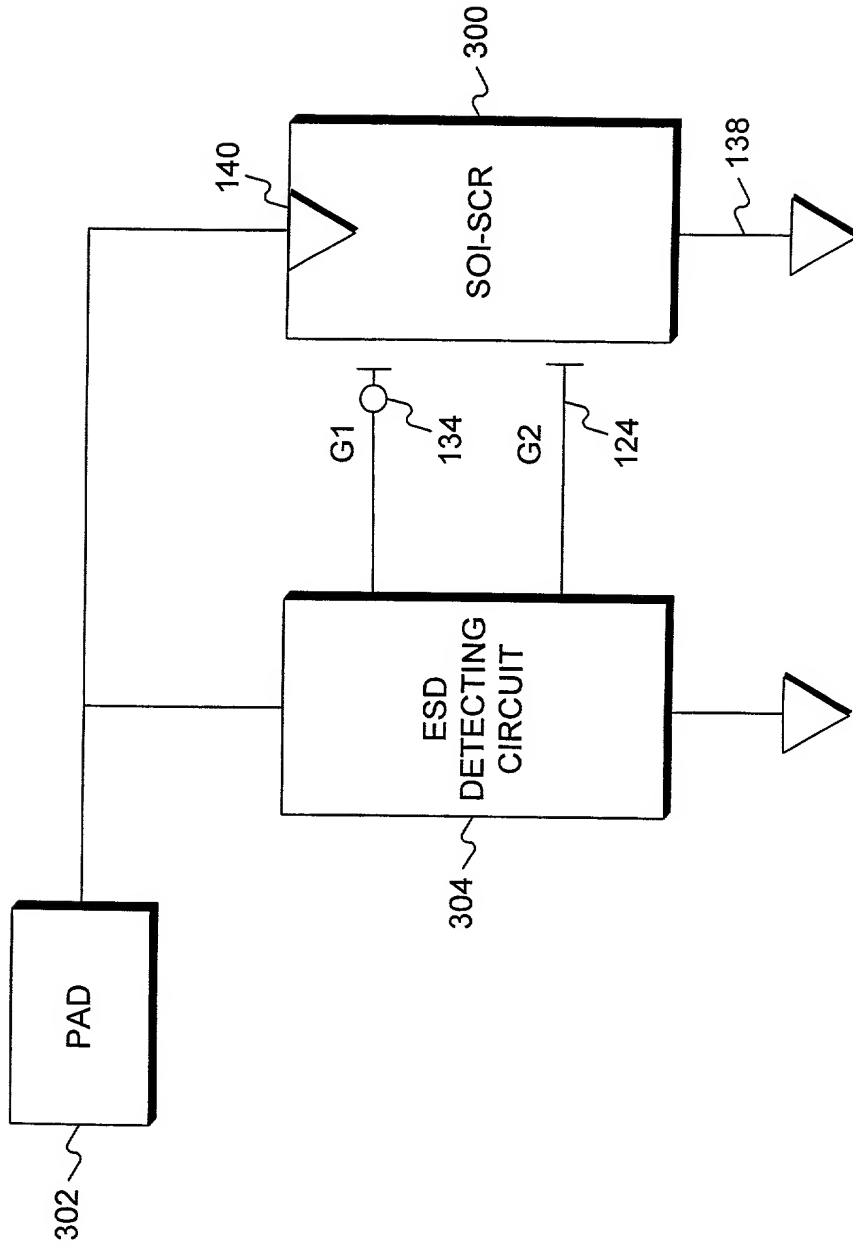 PAD
302
ESD
DETECTING
CIRCUIT
304
G1
134
G2
124
140
SOI-SCR
300
138